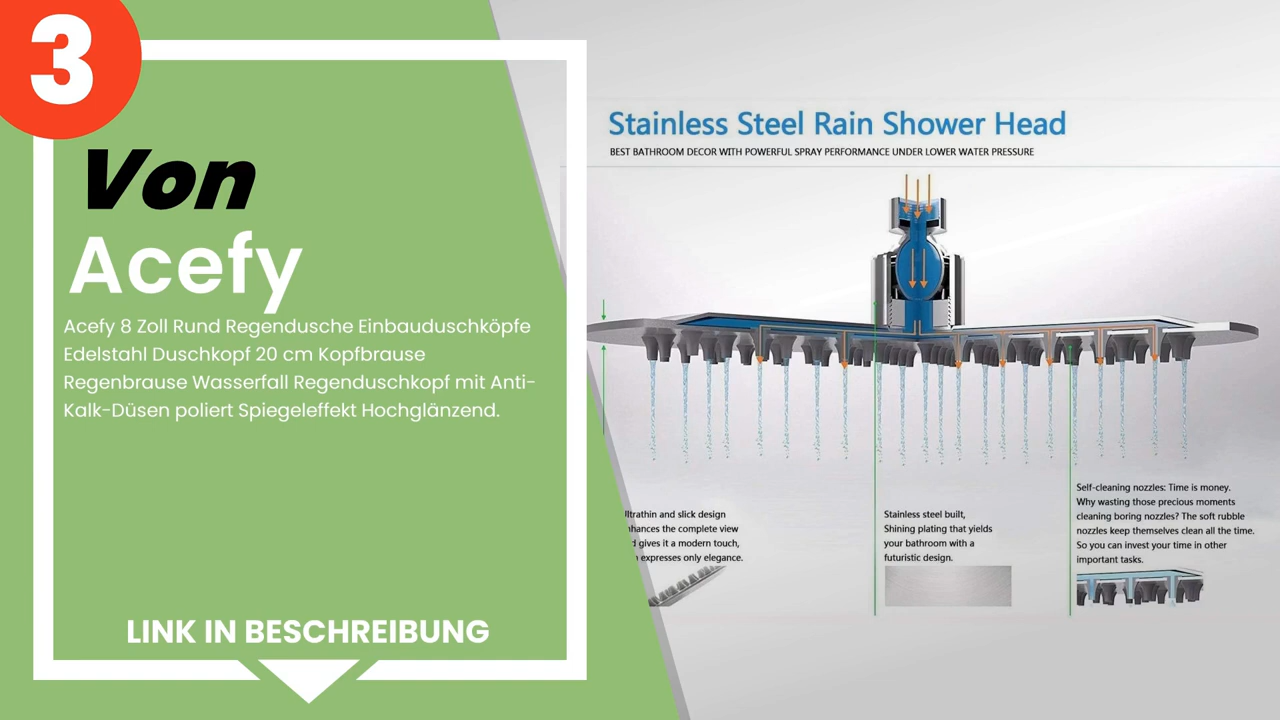 3
Von
Acefy
Acefy 8 Zoll Rund Regendusche Einbauduschköpfe
Edelstahl Duschkopf 20 cm Kopfbrause
Regenbrause Wasserfall Regenduschkopf mit Anti-
Kalk-Düsen poliert Spiegeleffekt Hochglänzend.
LINK IN BESCHREIBUNG
Stainless Steel Rain Shower Head
BEST BATHROOM DECOR WITH POWERFUL SPRAY PERFORMANCE UNDER LOWER WATER PRESSURE
design
the complete view
gives it a modern touch,
expresses only elegance.
Stainless steel built,
Shining plating that yields
your bathroom with a
futuristic design.
Self-cleaning nozzles: Time is money.
Why wasting those precious moments
cleaning boring nozzles? The soft rubble
nozzles keep themselves clean all the time.
So you can invest your time in other
important tasks.